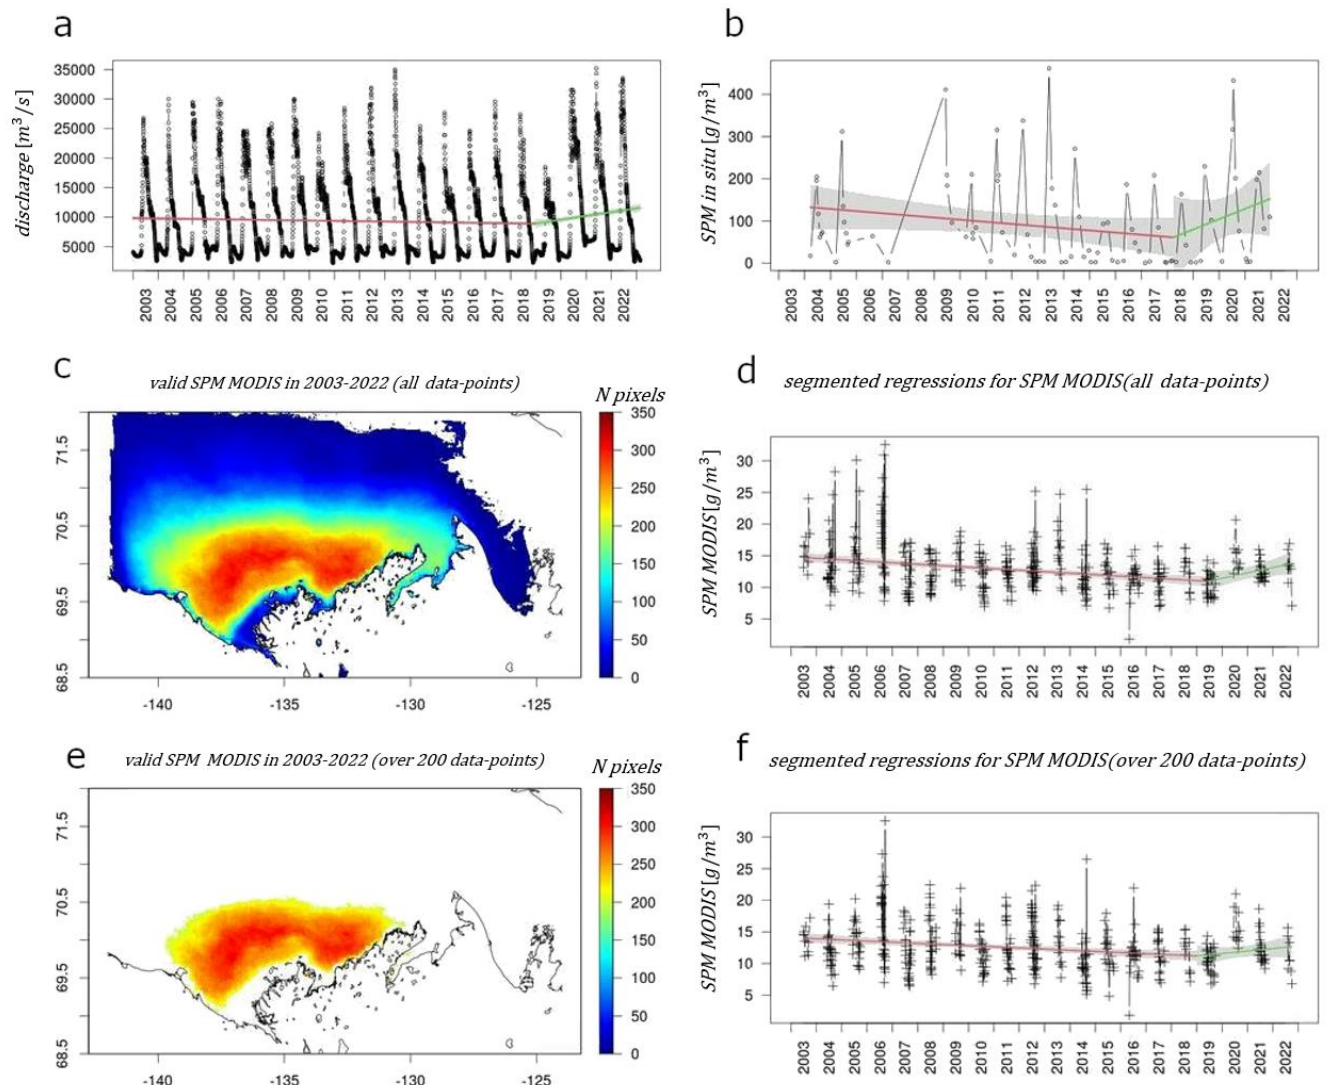 a
discharge [m³/s]
35000
30000
25000
20000
15000
10000
5000
2003 2004 2005 2006 2007 2008 2009 2010 2011 2012 2013 2014 2015 2016 2017 2018 2019 2020 2021 2022
b
SPM in situ [g/m³]
400
300
200
100
0
2003 2004 2005 2006 2007 2008 2009 2010 2011 2012 2013 2014 2015 2016 2017 2018 2019 2020 2021 2022
c
valid SPM MODIS in 2003-2022 (all data-points)
N pixels
71.5
70.5
69.5
68.5
-140 -135 -130 -125
350
300
250
200
150
100
50
0
d
segmented regressions for SPM MODIS(all data-points)
SPM MODIS[g/m³]
30
25
20
15
10
5
2003 2004 2005 2006 2007 2008 2009 2010 2011 2012 2013 2014 2015 2016 2017 2018 2019 2020 2021 2022
e
valid SPM MODIS in 2003-2022 (over 200 data-points)
N pixels
71.5
70.5
69.5
68.5
-140 -135 -130 -125
350
300
250
200
150
100
50
0
f
segmented regressions for SPM MODIS(over 200 data-points)
SPM MODIS[g/m³]
30
25
20
15
10
5
2003 2004 2005 2006 2007 2008 2009 2010 2011 2012 2013 2014 2015 2016 2017 2018 2019 2020 2021 2022